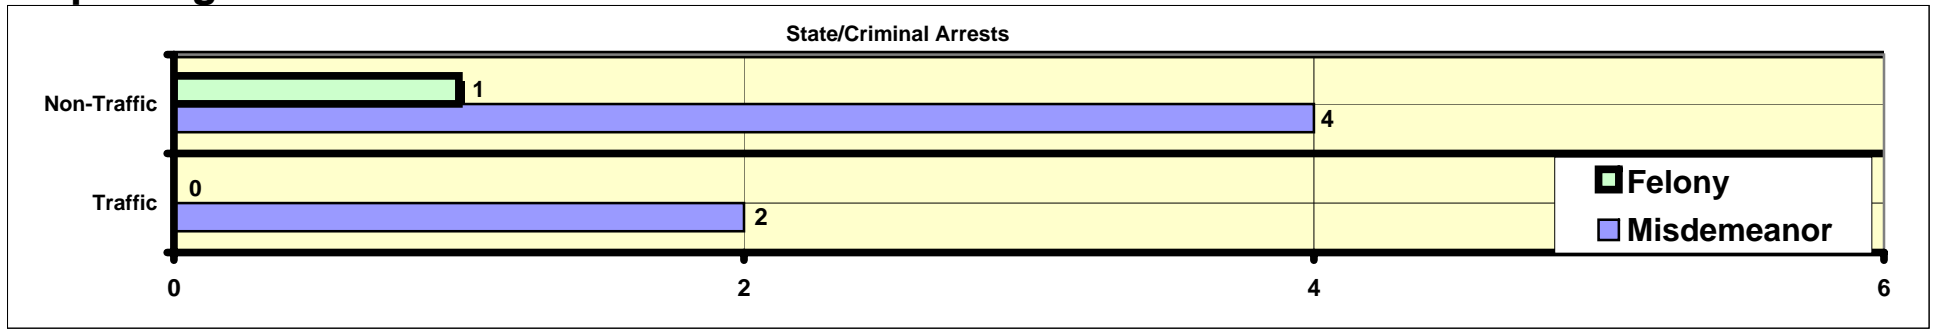 State/Criminal Arrests
Non-Traffic
1
4
Traffic
0
2
Felony
Misdemeanor
0 2 4 6